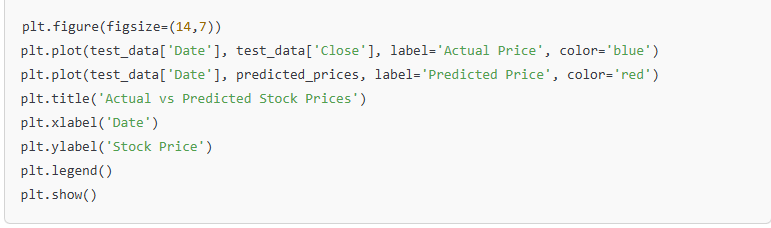 plt.figure(figsize=(14,7))
plt.plot(test_data['Date'], test_data['Close'], label='Actual Price', color='blue')
plt.plot(test_data['Date'], predicted_prices, label='Predicted Price', color='red')
plt.title('Actual vs Predicted Stock Prices')
plt.xlabel('Date')
plt.ylabel('Stock Price')
plt.legend()
plt.show()